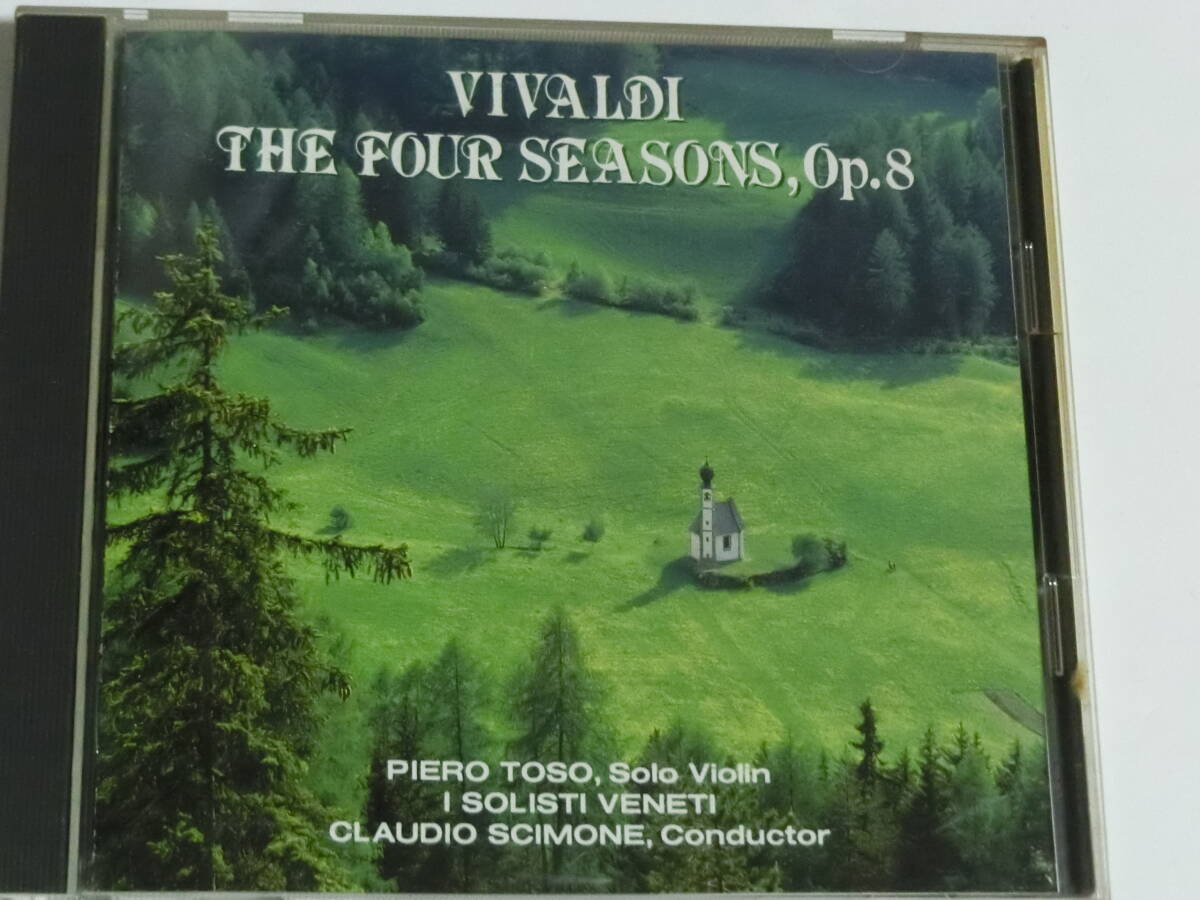 VIVALDI
THE FOUR SEASONS, Op.8
PIERO TOSO, Solo Violin
I SOLISTI VENETI
CLAUDIO SCIMONE, Conductor